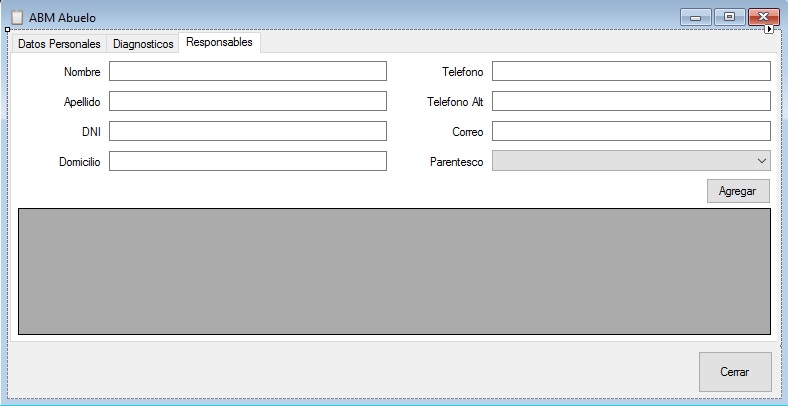 ABM Abuelo
Datos Personales Diagnosticos Responsables
Nombre Telefono
Apellido Telefono Alt
DNI Correo
Domicilio Parentesco
Agregar
Cerrar